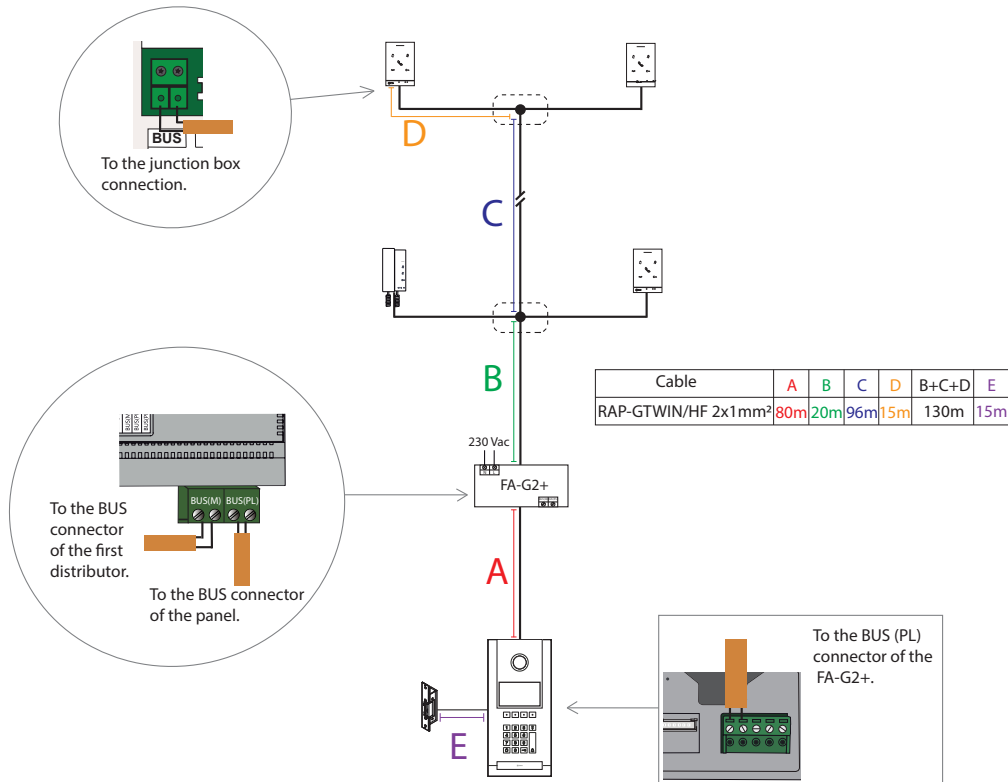 BUS
To the junction box
connection.
D
C
B
Cable A B C D B+C+D E
RAP-GTWIN/HF 2x1mm² 80m 20m 96m 15m 130m 15m
230 Vac
FA-G2+
BUS(M) BUS(PL)
To the BUS
connector
of the first
distributor.
To the BUS connector
of the panel.
A
E
To the BUS (PL)
connector of the
FA-G2+.